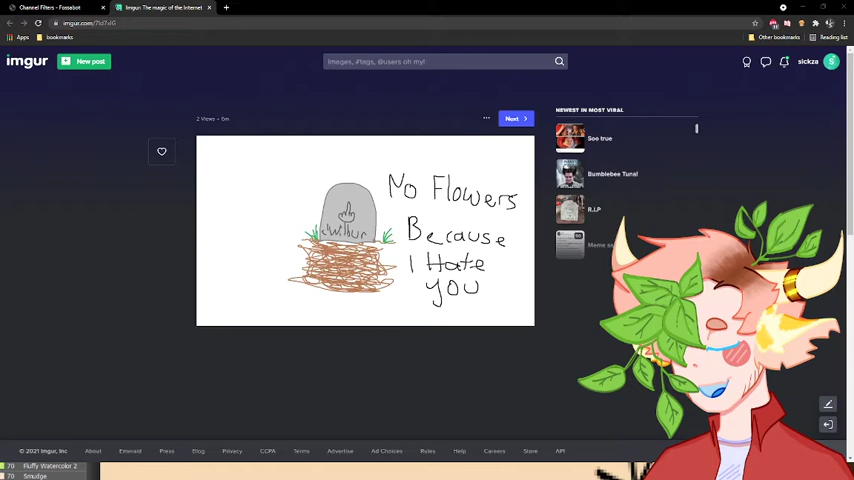 Channel Filters - Fossabot
Imgur: The magic of the Internet
imgur.com/
Apps
bookmarks
Other bookmarks
Reading list
imgur
New post
Images, #tags, @users oh my!
sickza
S
2 Views • 6m
Next
NEWEST IN MOST VIRAL
Soo true
Bumblebee Tuna!
R.I.P
Meme
No Flowers
Because
I Hate
you
Wilbur
© 2021 Imgur, Inc
About
Emerald
Press
Blog
Privacy
CCPA
Terms
Advertise
Ad Choices
Rules
Help
Careers
Store
API
70 Fluffy Watercolor 2
70 Smudge